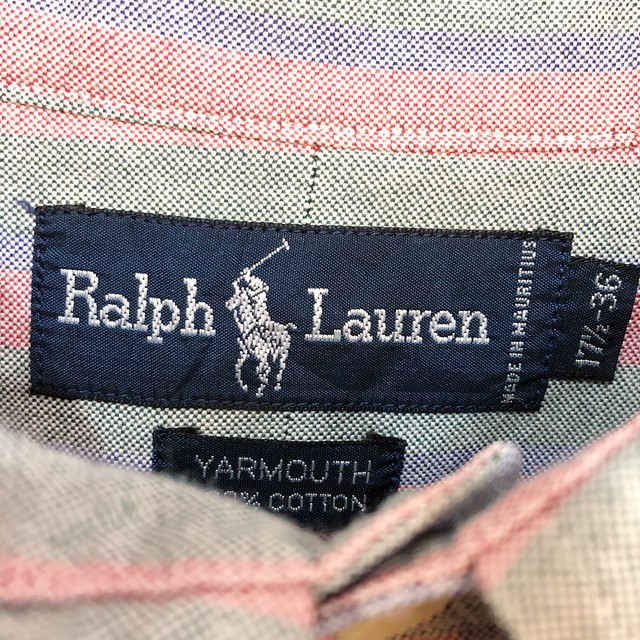 Ralph Lauren
MADE IN MAURITIUS
17½-36
YARMOUTH
% COTTON